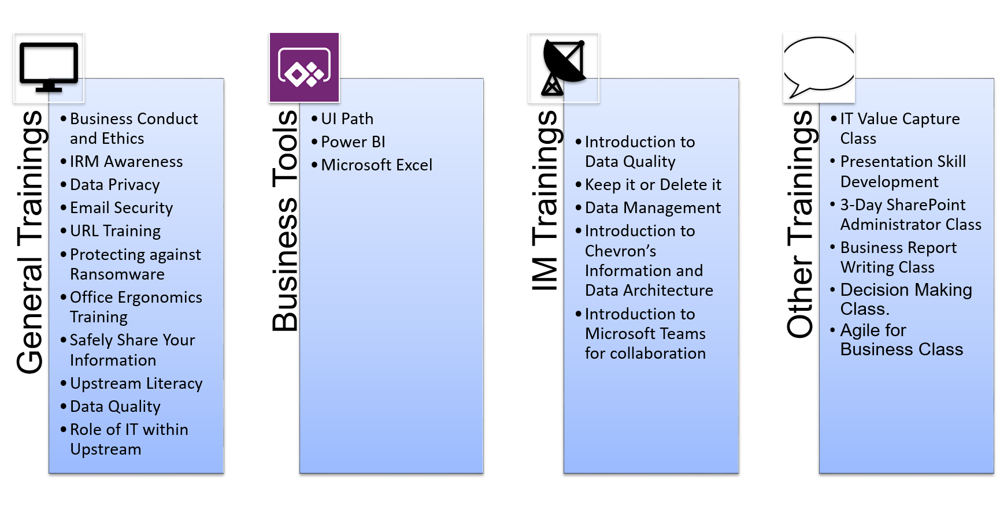 General Trainings
• Business Conduct
and Ethics
• IRM Awareness
• Data Privacy
• Email Security
• URL Training
• Protecting against
Ransomware
• Office Ergonomics
Training
• Safely Share Your
Information
• Upstream Literacy
• Data Quality
• Role of IT within
Upstream
Business Tools
• UI Path
• Power BI
• Microsoft Excel
IM Trainings
• Introduction to
Data Quality
• Keep it or Delete it
• Data Management
• Introduction to
Chevron’s
Information and
Data Architecture
• Introduction to
Microsoft Teams
for collaboration
Other Trainings
• IT Value Capture
Class
• Presentation Skill
Development
• 3-Day SharePoint
Administrator Class
• Business Report
Writing Class
• Decision Making
Class.
• Agile for
Business Class